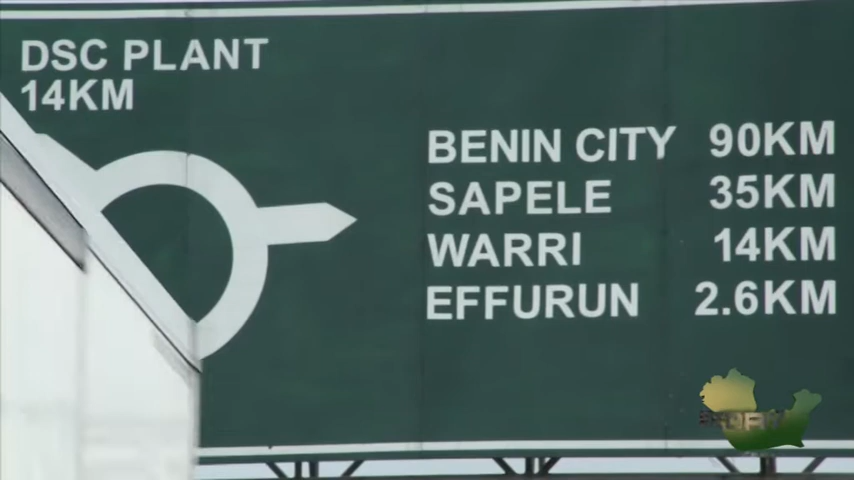 DSC PLANT
14KM
BENIN CITY 90KM
SAPELE 35KM
WARRI 14KM
EFFURUN 2.6KM